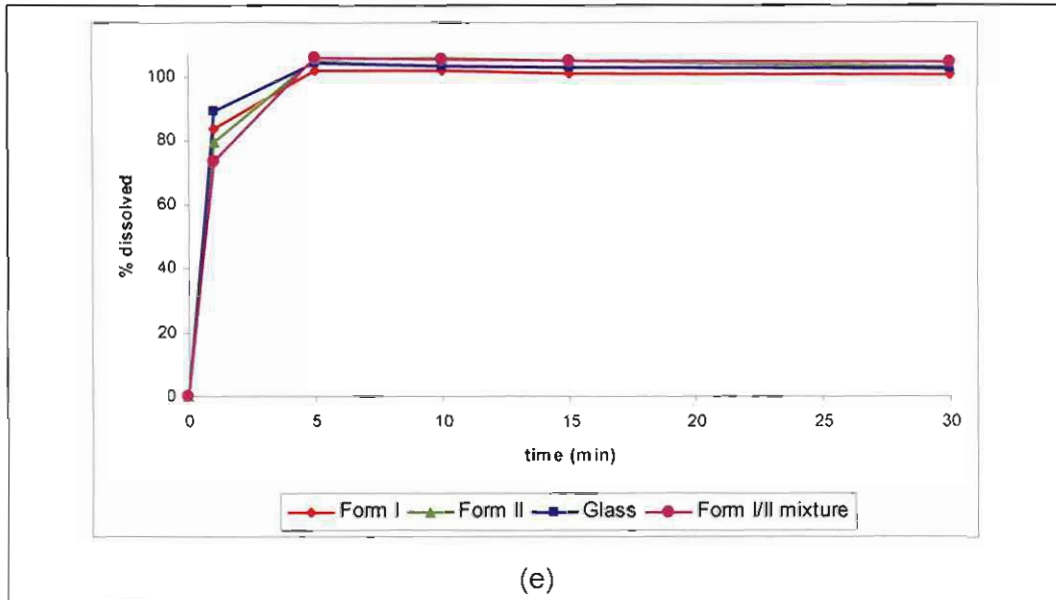 100
80
60
40
20
0
% dissolved
0 5 10 15 20 25 30
time (min)
Form I Form II Glass Form I/II mixture
(e)